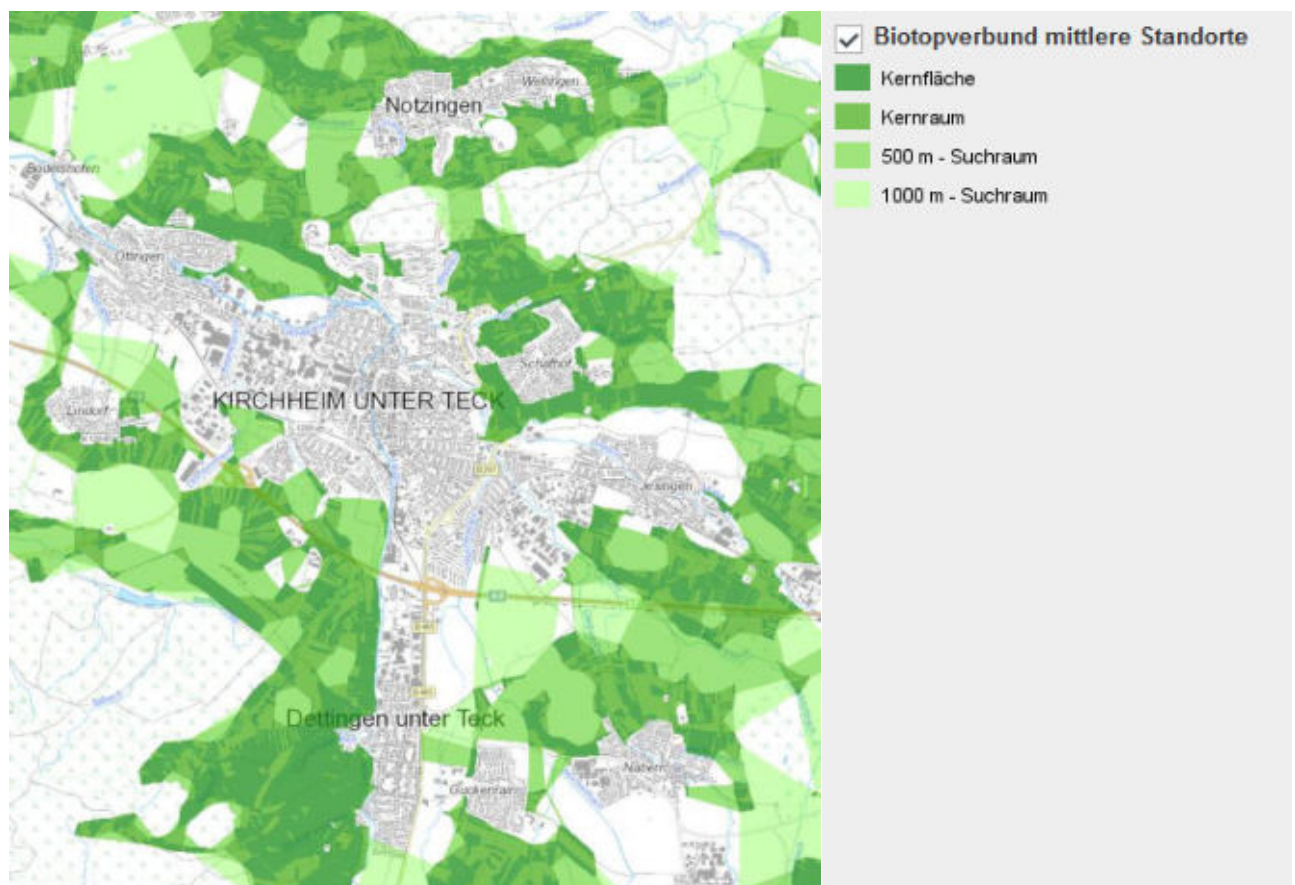 Biotopverbund mittlere Standorte
Kernfläche
Kernraum
500 m - Suchraum
1000 m - Suchraum
Wellingen
Notzingen
Bodelshofen
Ötlingen
Schafhof
KIRCHHEIM UNTER TECK
Lindorf
Jesingen
Dettingen unter Teck
Nabern
Guckenrain